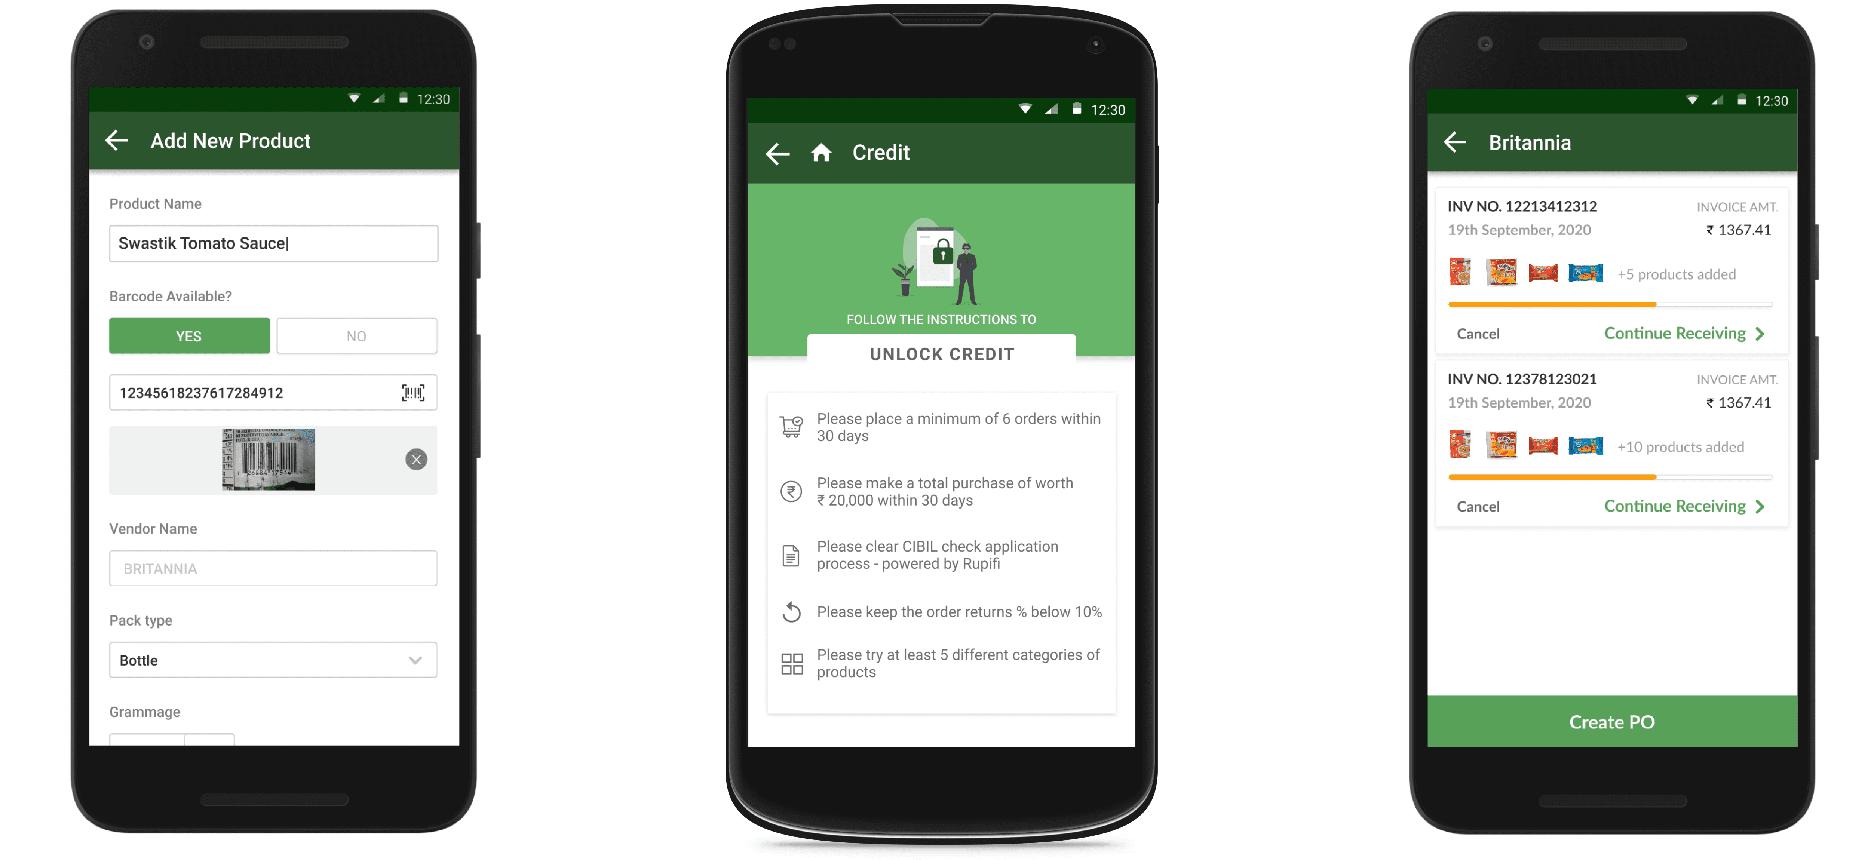 12:30
Add New Product
Product Name
Swastik Tomato Sauce
Barcode Available?
YES
NO
12345618237617284912
Vendor Name
BRITANNIA
Pack type
Bottle
Grammage
12:30
Credit
FOLLOW THE INSTRUCTIONS TO
UNLOCK CREDIT
Please place a minimum of 6 orders within
30 days
Please make a total purchase of worth
₹ 20,000 within 30 days
Please clear CIBIL check application
process - powered by Rupifi
Please keep the order returns % below 10%
Please try at least 5 different categories of
products
12:30
Britannia
INV NO. 12213412312
INVOICE AMT.
19th September, 2020
₹ 1367.41
+5 products added
Cancel
Continue Receiving
INV NO. 12378123021
INVOICE AMT.
19th September, 2020
₹ 1367.41
+10 products added
Cancel
Continue Receiving
Create PO